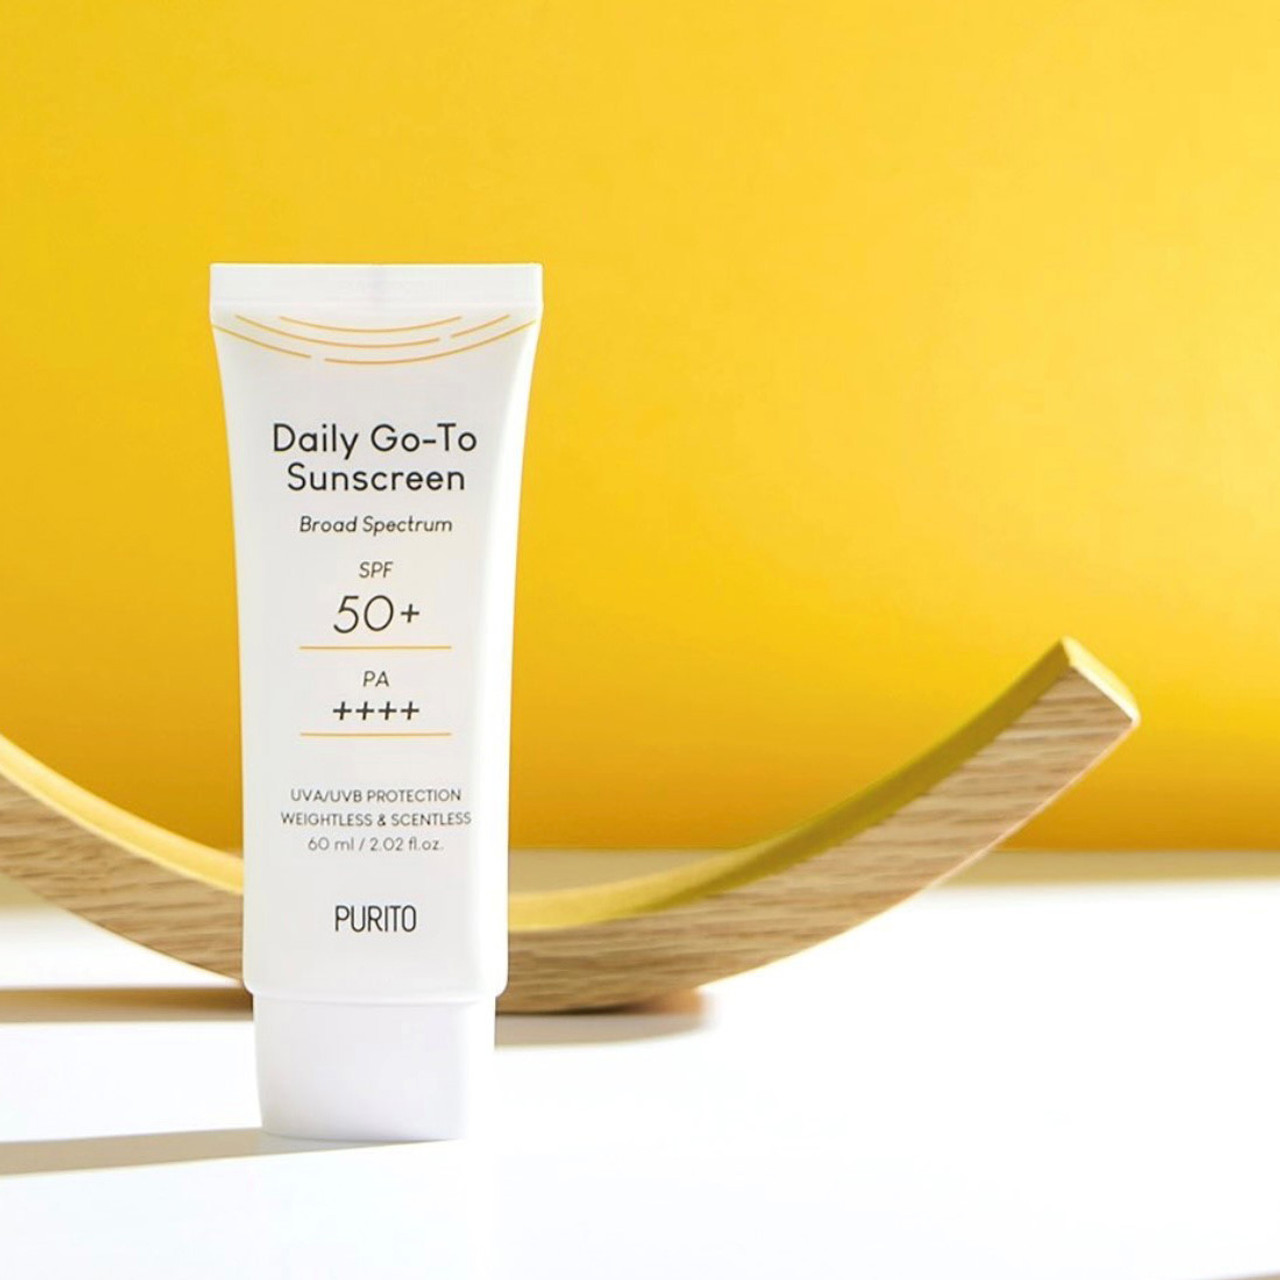 Daily Go-To
Sunscreen
Broad Spectrum
SPF
50+
PA
++++
UVA/UVB PROTECTION
WEIGHTLESS & SCENTLESS
60 ml / 2.02 fl.oz.
PURITO